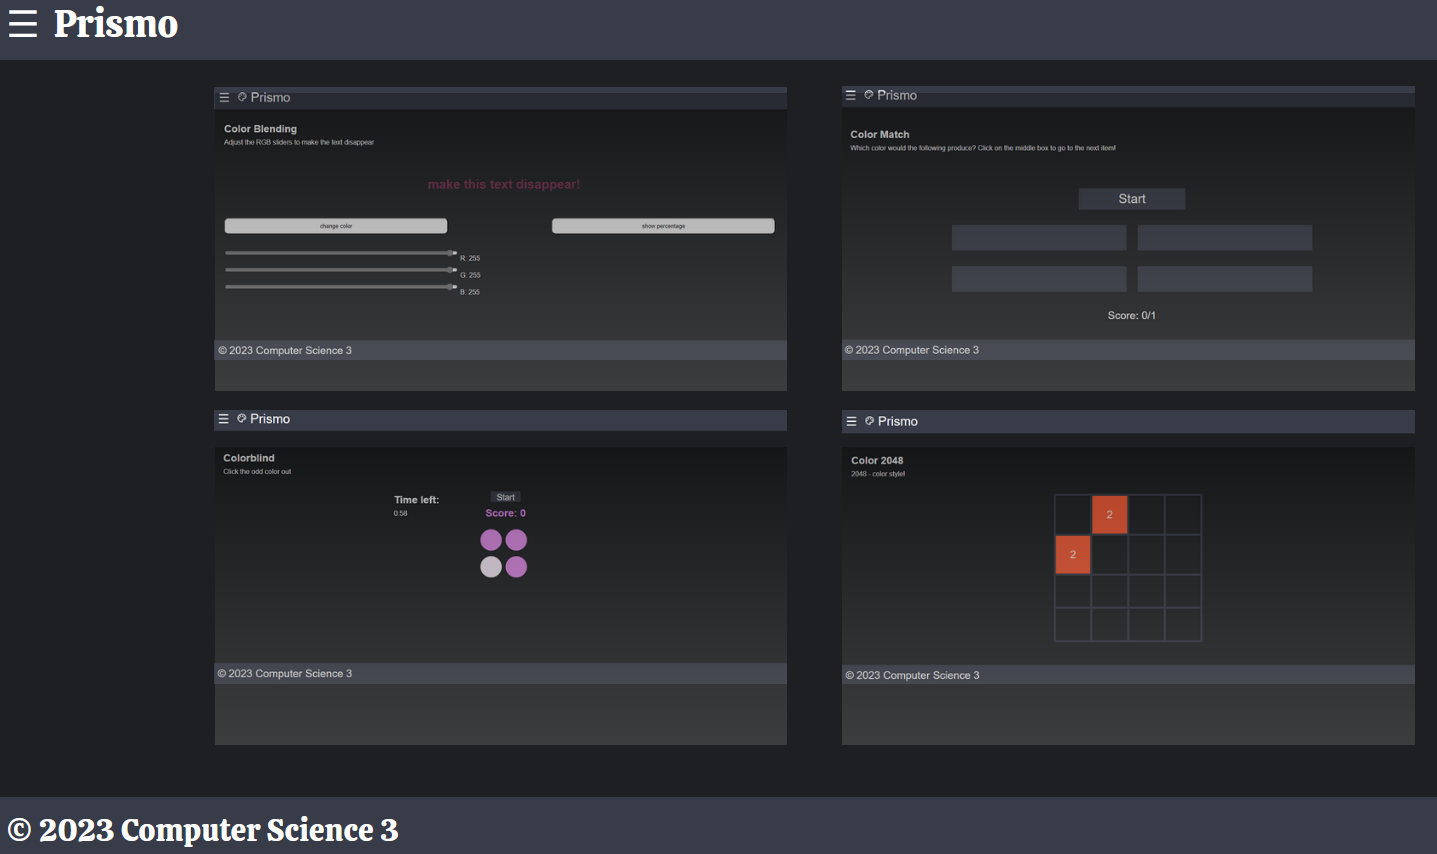 ☰ Prismo
☰ Prismo
Color Blending
Adjust the RGB sliders to make the text disappear
make this text disappear!
change color
show percentage
R: 255
G: 255
B: 255
© 2023 Computer Science 3
☰ Prismo
Color Match
Which color would the following produce? Click on the middle box to go to the next item!
Start
Score: 0/1
© 2023 Computer Science 3
☰ Prismo
Colorblind
Click the odd color out
Time left:
0:58
Start
Score: 0
© 2023 Computer Science 3
☰ Prismo
Color 2048
2048 - color style!
2
2
© 2023 Computer Science 3
© 2023 Computer Science 3